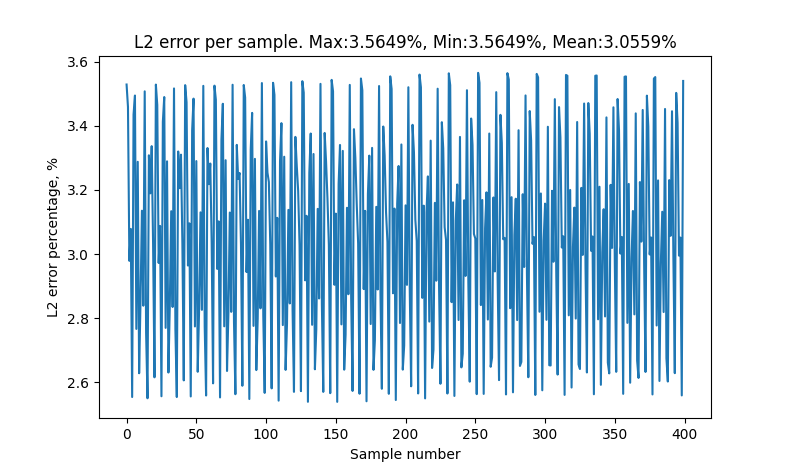 L2 error per sample. Max:3.5649%, Min:3.5649%, Mean:3.0559%
3.6
3.4
3.2
3.0
2.8
2.6
L2 error percentage, %
0 50 100 150 200 250 300 350 400
Sample number